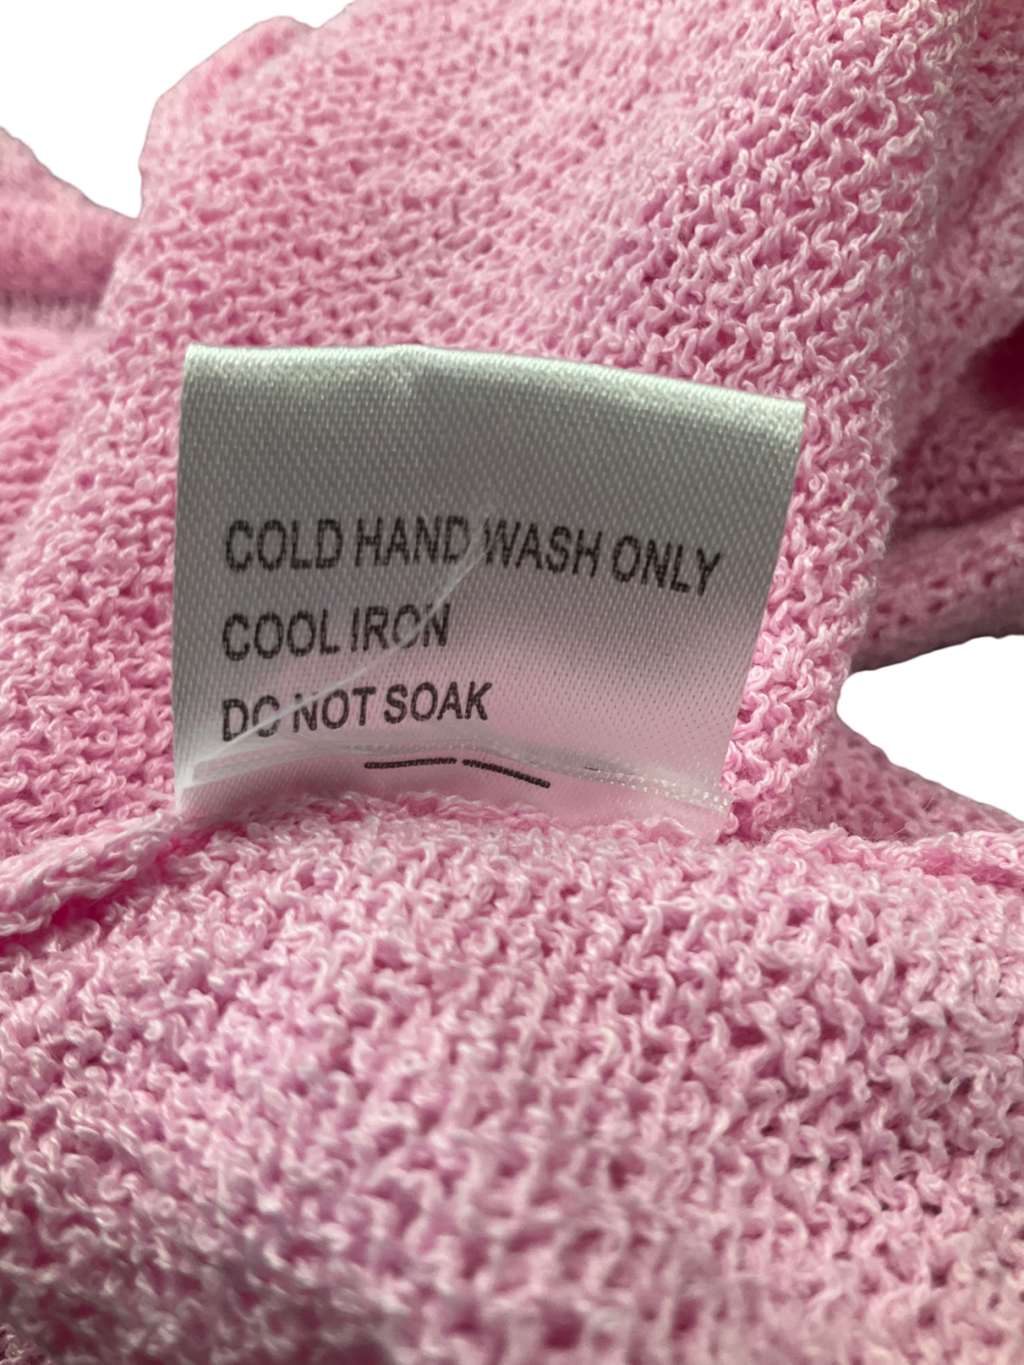 COLD HAND WASH ONLY
COOL IRON
DO NOT SOAK